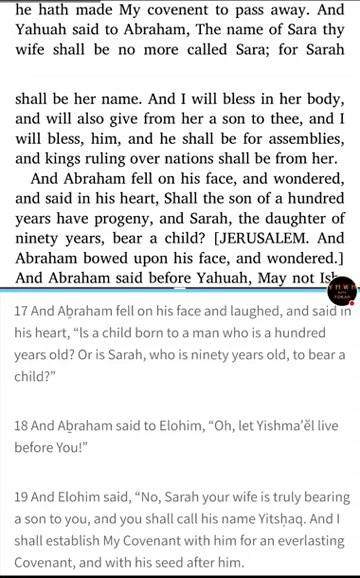 he hath made My covenent to pass away. And
Yahuah said to Abraham, The name of Sara thy
wife shall be no more called Sara; for Sarah
shall be her name. And I will bless in her body,
and will also give from her a son to thee, and I
will bless, him, and he shall be for assemblies,
and kings ruling over nations shall be from her.
And Abraham fell on his face, and wondered,
and said in his heart, Shall the son of a hundred
years have progeny, and Sarah, the daughter of
ninety years, bear a child? [JERUSALEM. And
Abraham bowed upon his face, and wondered.]
And Abraham said before Yahuah, May not Ish
17 And Aḇraham fell on his face and laughed, and said in
his heart, “Is a child born to a man who is a hundred
years old? Or is Sarah, who is ninety years old, to bear a
child?”
18 And Aḇraham said to Elohim, “Oh, let Yishma’ĕl live
before You!”
19 And Elohim said, “No, Sarah your wife is truly bearing
a son to you, and you shall call his name Yitsḥaq. And I
shall establish My Covenant with him for an everlasting
Covenant, and with his seed after him.